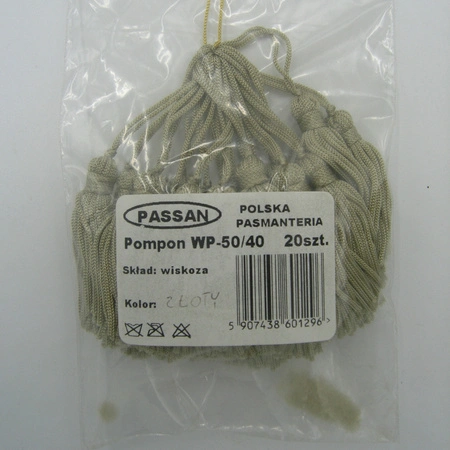 PASSAN
POLSKA
PASMANTERIA
Pompon WP-50/40 20szt.
Skład: wiskoza
Kolor: ZŁOTY
5 907438 601296 >